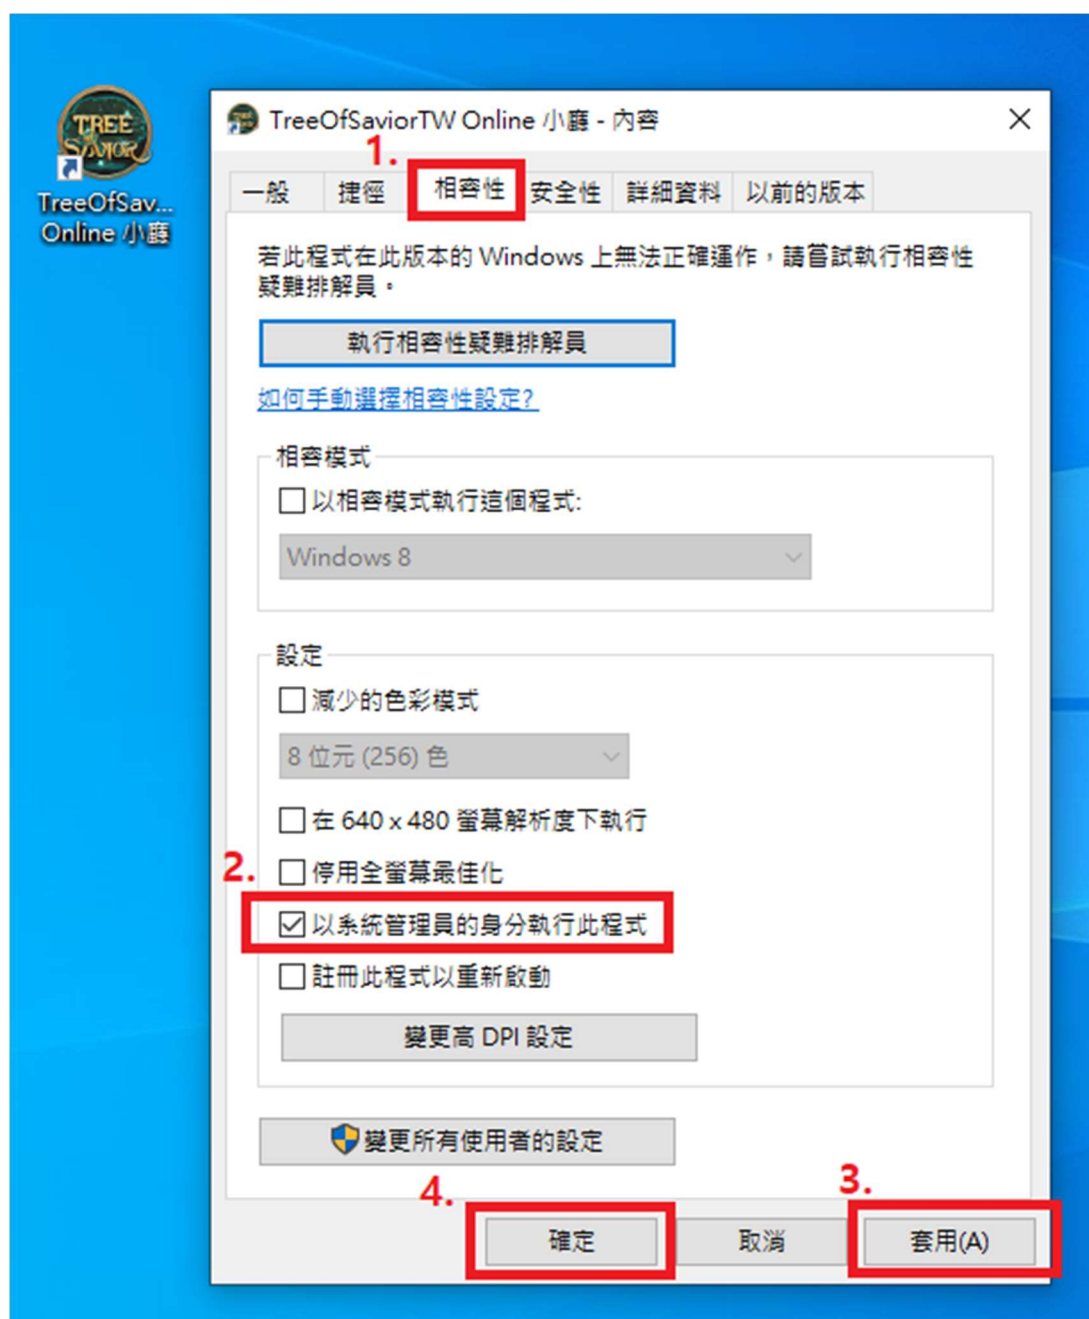 TREE
SAVIOR
TreeOfSav...
Online 小廳
TreeOfSaviorTW Online 小廳 - 內容
1.
一般 捷徑 相容性 安全性 詳細資料 以前的版本
若此程式在此版本的 Windows 上無法正確運作，請嘗試執行相容性
疑難排解員。
執行相容性疑難排解員
如何手動選擇相容性設定?
相容模式
以相容模式執行這個程式:
Windows 8
設定
減少的色彩模式
8 位元 (256) 色
在 640 x 480 螢幕解析度下執行
2.
停用全螢幕最佳化
以系統管理員的身分執行此程式
註冊此程式以重新啟動
變更高 DPI 設定
變更所有使用者的設定
4.
3.
確定 取消 套用(A)